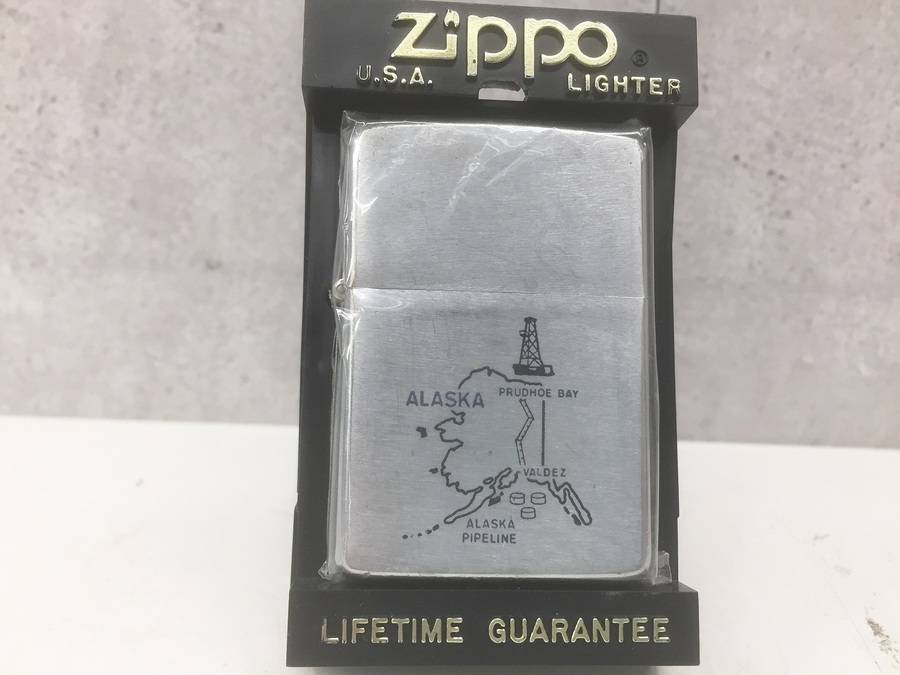 zippo®
U.S.A. LIGHTER
ALASKA
PRUDHOE BAY
VALDEZ
ALASKA
PIPELINE
LIFETIME GUARANTEE